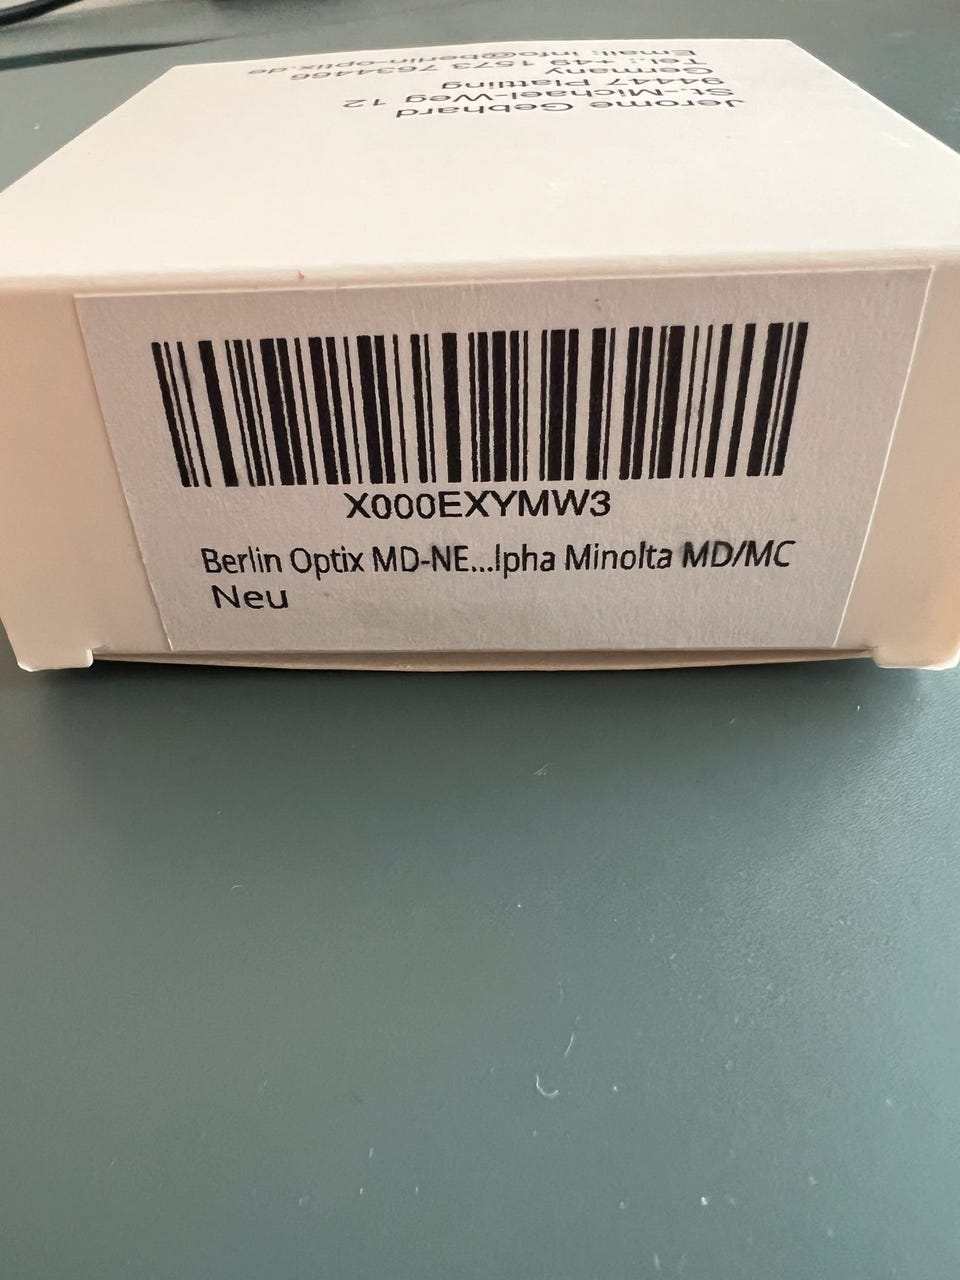 Jerome Gebhard
St.-Michael-Weg 12
94447 Plattling
Germany
Tel.: +49 1573 7634466
Email: info@berlin-optix.de
X000EXYMW3
Berlin Optix MD-NE...lpha Minolta MD/MC
Neu